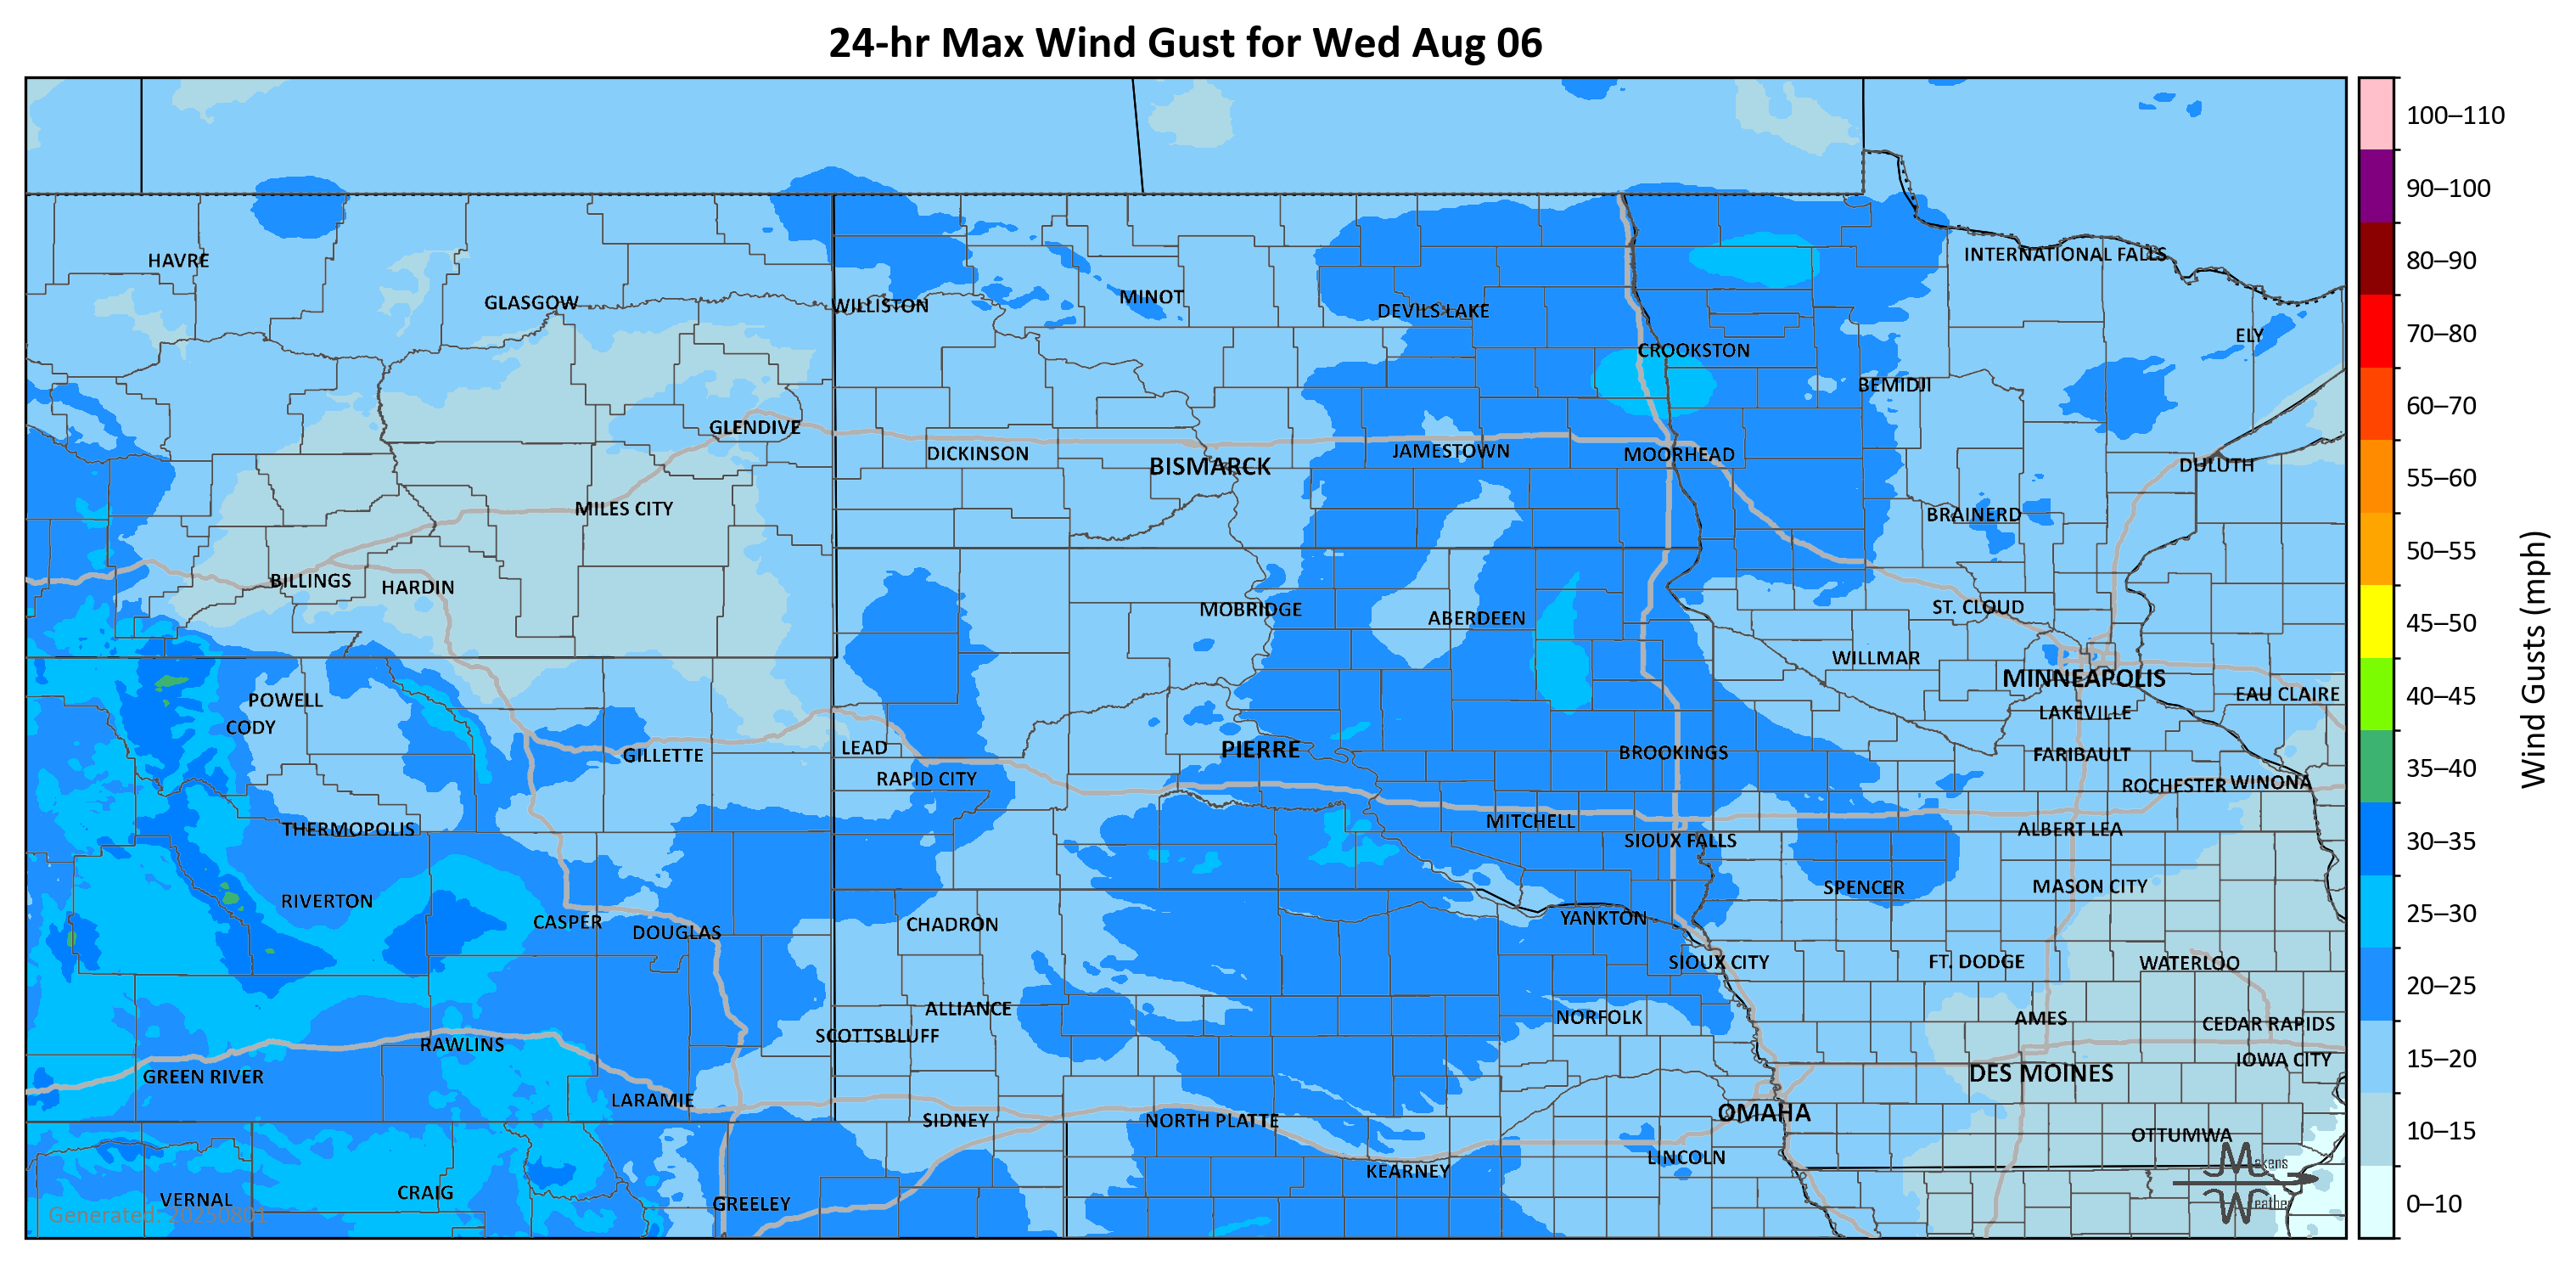 24-hr Max Wind Gust for Wed Aug 06
100–110
90–100
HAVRE
INTERNATIONAL FALLS
80–90
GLASGOW
WILLISTON
MINOT
DEVILS LAKE
70–80
ELY
CROOKSTON
BEMIDJI
60–70
GLENDIVE
DICKINSON
BISMARCK
JAMESTOWN
MOORHEAD
DULUTH
55–60
MILES CITY
BRAINERD
50–55
BILLINGS
HARDIN
MOBRIDGE
ABERDEEN
ST. CLOUD
45–50
WILLMAR
MINNEAPOLIS
POWELL
EAU CLAIRE
40–45
CODY
LAKEVILLE
Wind Gusts (mph)
GILLETTE
LEAD
PIERRE
BROOKINGS
FARIBAULT
35–40
RAPID CITY
ROCHESTER
WINONA
THERMOPOLIS
MITCHELL
SIOUX FALLS
ALBERT LEA
30–35
RIVERTON
SPENCER
MASON CITY
CASPER
DOUGLAS
CHADRON
YANKTON
25–30
SIOUX CITY
FT. DODGE
WATERLOO
ALLIANCE
20–25
SCOTTSBLUFF
NORFOLK
AMES
CEDAR RAPIDS
RAWLINS
IOWA CITY
15–20
GREEN RIVER
DES MOINES
LARAMIE
SIDNEY
NORTH PLATTE
OMAHA
10–15
OTTUMWA
LINCOLN
KEARNEY
Makens
Weather
VERNAL
CRAIG
GREELEY
0–10
Generated: 20250801